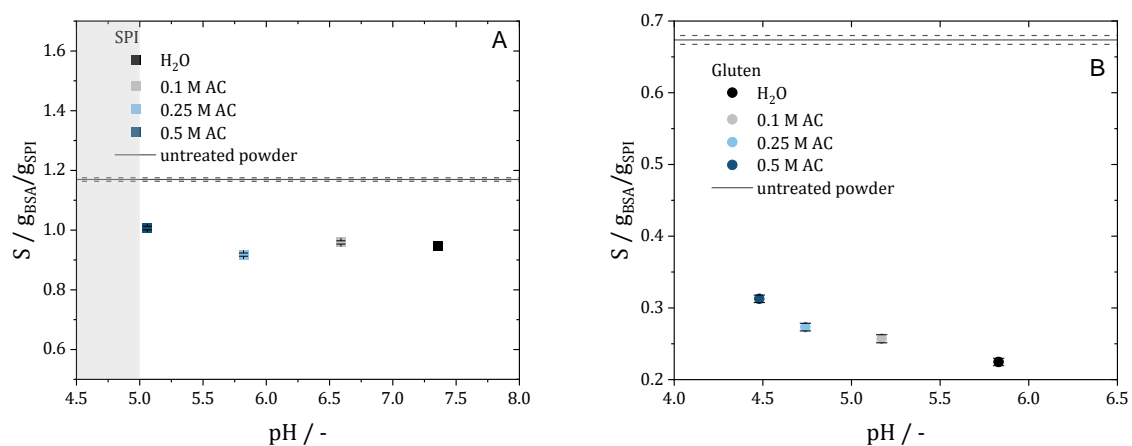 A
SPI
H₂O
0.1 M AC
0.25 M AC
0.5 M AC
untreated powder
1.6
1.4
1.2
1.0
0.8
0.6
S / g_BSA/g_SPI
4.5 5.0 5.5 6.0 6.5 7.0 7.5 8.0
pH / -
B
Gluten
H₂O
0.1 M AC
0.25 M AC
0.5 M AC
untreated powder
0.7
0.6
0.5
0.4
0.3
0.2
S / g_BSA/g_SPI
4.0 4.5 5.0 5.5 6.0 6.5
pH / -